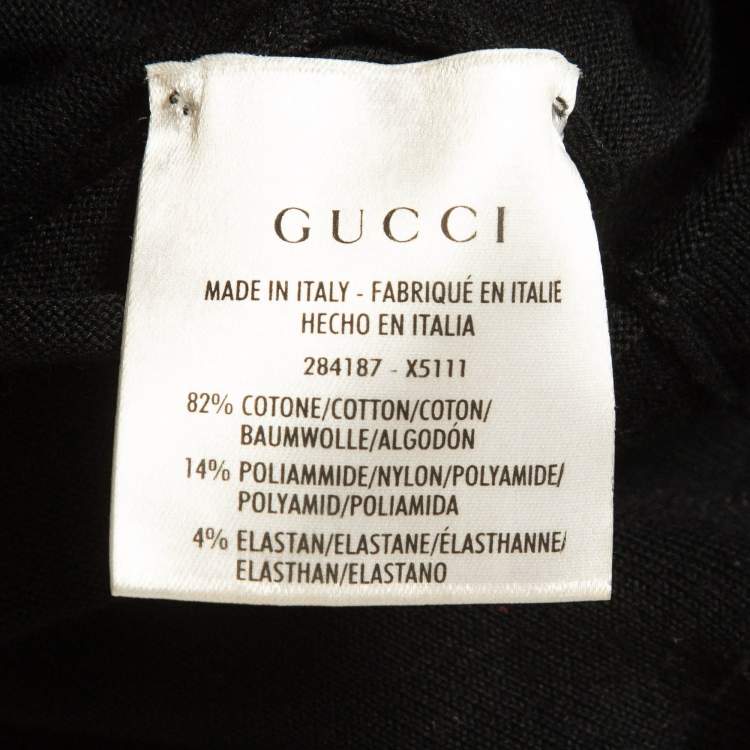 GUCCI
MADE IN ITALY - FABRIQUÉ EN ITALIE
HECHO EN ITALIA
284187 - X5111
82% COTONE/COTTON/COTON/
BAUMWOLLE/ALGODÓN
14% POLIAMMIDE/NYLON/POLYAMIDE/
POLYAMID/POLIAMIDA
4% ELASTAN/ELASTANE/ÉLASTHANNE/
ELASTHAN/ELASTANO